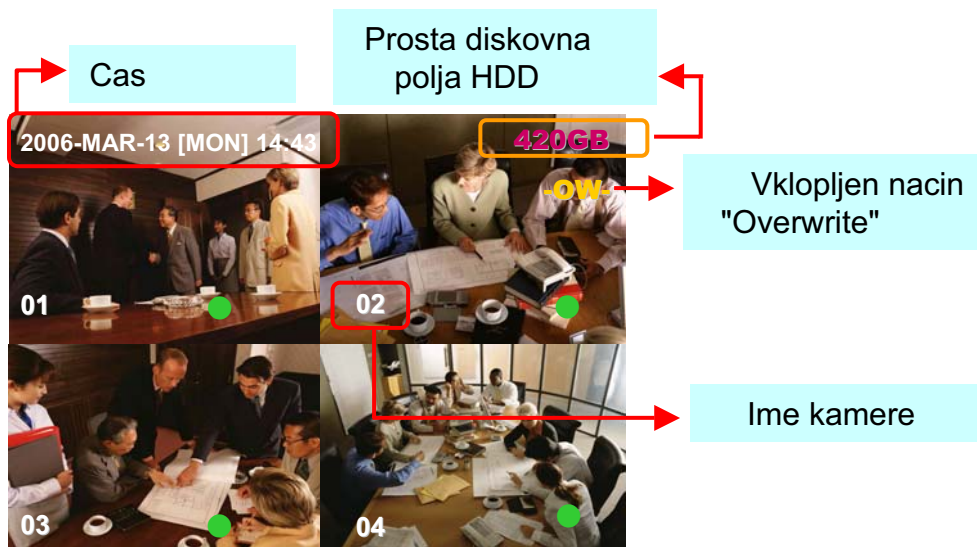 Cas
Prosta diskovna
polja HDD
2006-MAR-13 [MON] 14:43
420GB
-OW-
Vklopljen nacin
"Overwrite"
01
02
Ime kamere
03
04